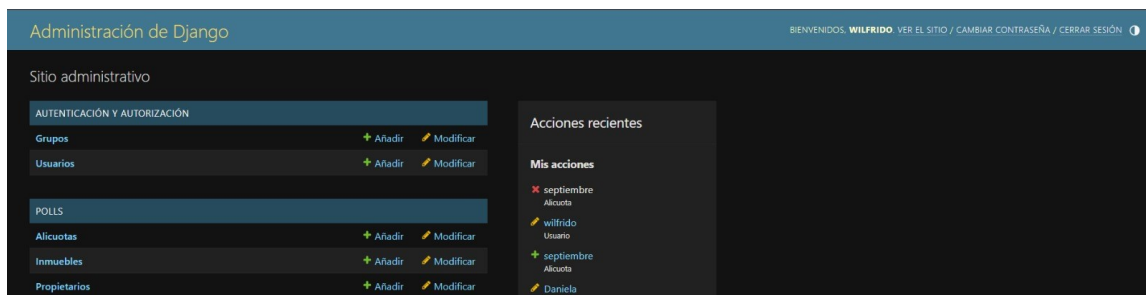 Administración de Django
BIENVENIDOS, WILFRIDO. VER EL SITIO / CAMBIAR CONTRASEÑA / CERRAR SESIÓN
Sitio administrativo
AUTENTICACIÓN Y AUTORIZACIÓN
Grupos Añadir Modificar
Usuarios Añadir Modificar
POLLS
Alicuotas Añadir Modificar
Inmuebles Añadir Modificar
Propietarios Añadir Modificar
Acciones recientes
Mis acciones
septiembre
Alicuota
wilfrido
Usuario
septiembre
Alicuota
Daniela